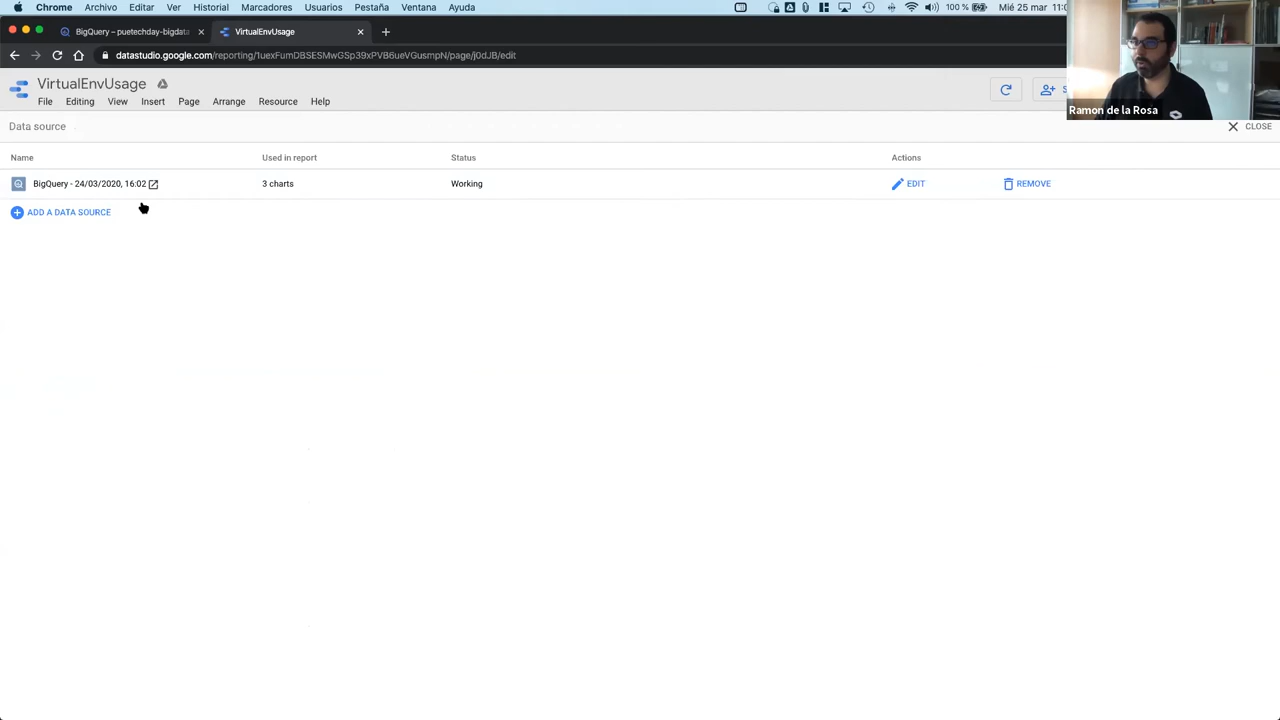 Chrome Archivo Editar Ver Historial Marcadores Usuarios Pestaña Ventana Ayuda 100 % Mié 25 mar 11:0
BigQuery – puetechday-bigdata VirtualEnvUsage
datastudio.google.com/reporting/1uexFumDBSESMwGSp39xPVB6ueVGusmpN/page/j0dJB/edit
VirtualEnvUsage
File Editing View Insert Page Arrange Resource Help
Ramon de la Rosa
Data source CLOSE
Name Used in report Status Actions
BigQuery - 24/03/2020, 16:02 3 charts Working EDIT REMOVE
ADD A DATA SOURCE